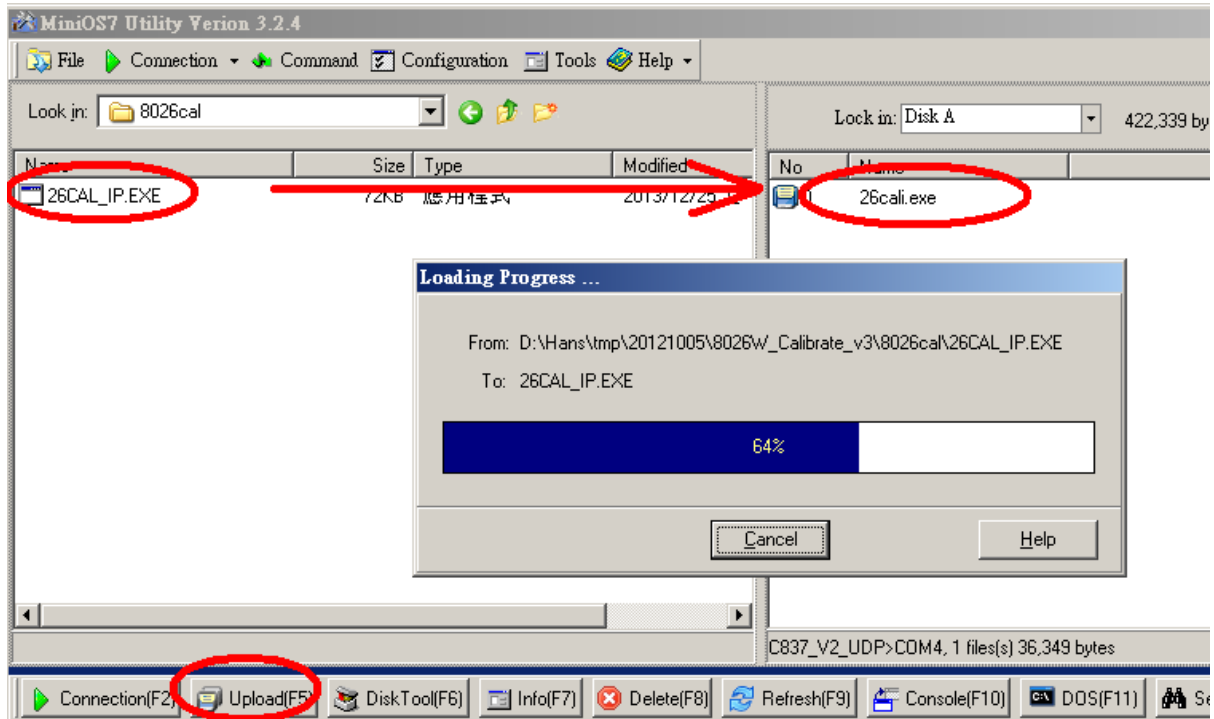 MiniOS7 Utility Verion 3.2.4
File Connection Command Configuration Tools Help
Look in: 8026cal
Lock in: Disk A 422,339 by
Name Size Type Modified
No Name
26CAL_IP.EXE 72KB 應用程式 2013/12/25
26cali.exe
Loading Progress ...
From: D:\Hans\tmp\20121005\8026W_Calibrate_v3\8026cal\26CAL_IP.EXE
To: 26CAL_IP.EXE
64%
Cancel Help
C837_V2_UDP>COM4, 1 files(s) 36,349 bytes
Connection(F2) Upload(F5) DiskTool(F6) Info(F7) Delete(F8) Refresh(F9) Console(F10) DOS(F11) Se